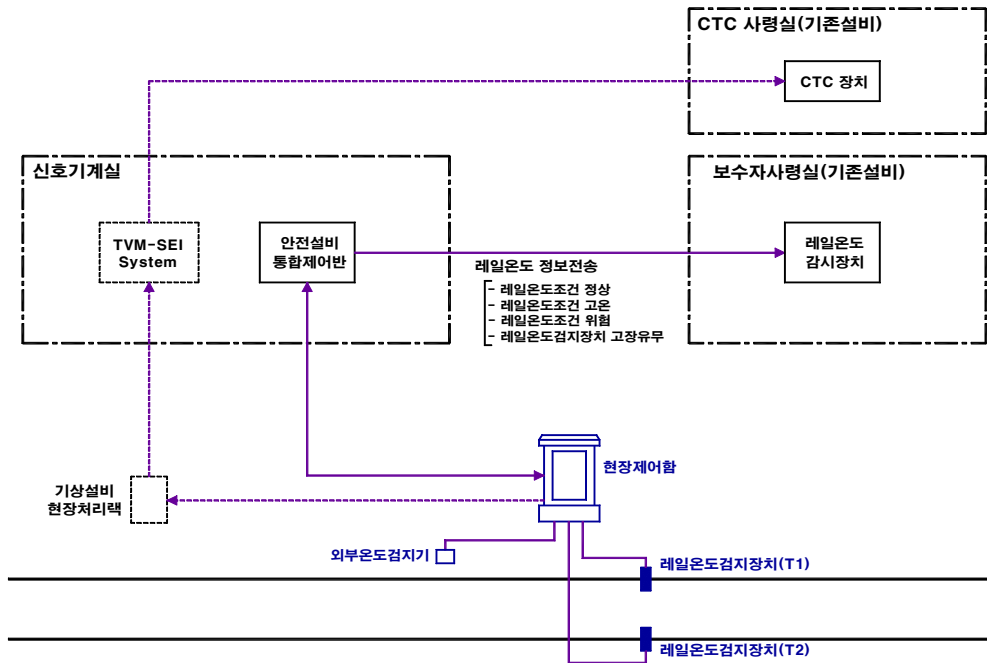 CTC 사령실(기존설비)
CTC 장치
신호기계실
보수자사령실(기존설비)
TVM-SEI
System
안전설비
통합제어반
레일온도
감시장치
레일온도 정보전송
- 레일온도조건 정상
- 레일온도조건 고온
- 레일온도조건 위험
- 레일온도검지장치 고장유무
현장제어함
기상설비
현장처리랙
외부온도검지기
레일온도검지장치(T1)
레일온도검지장치(T2)